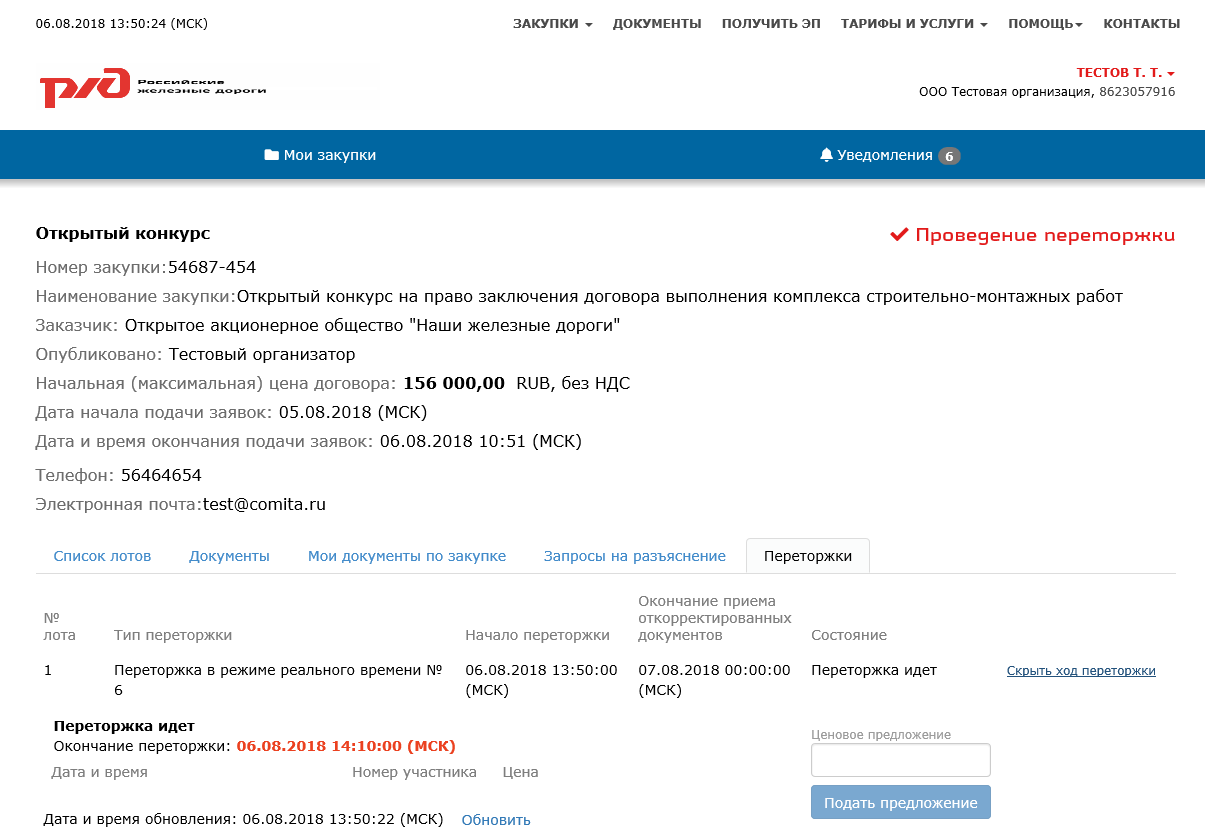 06.08.2018 13:50:24 (МСК)
ЗАКУПКИ ДОКУМЕНТЫ ПОЛУЧИТЬ ЭП ТАРИФЫ И УСЛУГИ ПОМОЩЬ КОНТАКТЫ
ТЕСТОВ Т. Т.
ООО Тестовая организация, 8623057916
ржд
Российские
железные дороги
Мои закупки
Уведомления 6
Открытый конкурс
Проведение переторжки
Номер закупки:54687-454
Наименование закупки:Открытый конкурс на право заключения договора выполнения комплекса строительно-монтажных работ
Заказчик: Открытое акционерное общество "Наши железные дороги"
Опубликовано: Тестовый организатор
Начальная (максимальная) цена договора: 156 000,00 RUB, без НДС
Дата начала подачи заявок: 05.08.2018 (МСК)
Дата и время окончания подачи заявок: 06.08.2018 10:51 (МСК)
Телефон: 56464654
Электронная почта:test@comita.ru
Список лотов Документы Мои документы по закупке Запросы на разъяснение Переторжки
№
лота
Тип переторжки
Начало переторжки
Окончание приема
откорректированных
документов
Состояние
1
Переторжка в режиме реального времени №
6
06.08.2018 13:50:00
(МСК)
07.08.2018 00:00:00
(МСК)
Переторжка идет
Скрыть ход переторжки
Переторжка идет
Окончание переторжки: 06.08.2018 14:10:00 (МСК)
Дата и время Номер участника Цена
Ценовое предложение
Подать предложение
Дата и время обновления: 06.08.2018 13:50:22 (МСК) Обновить